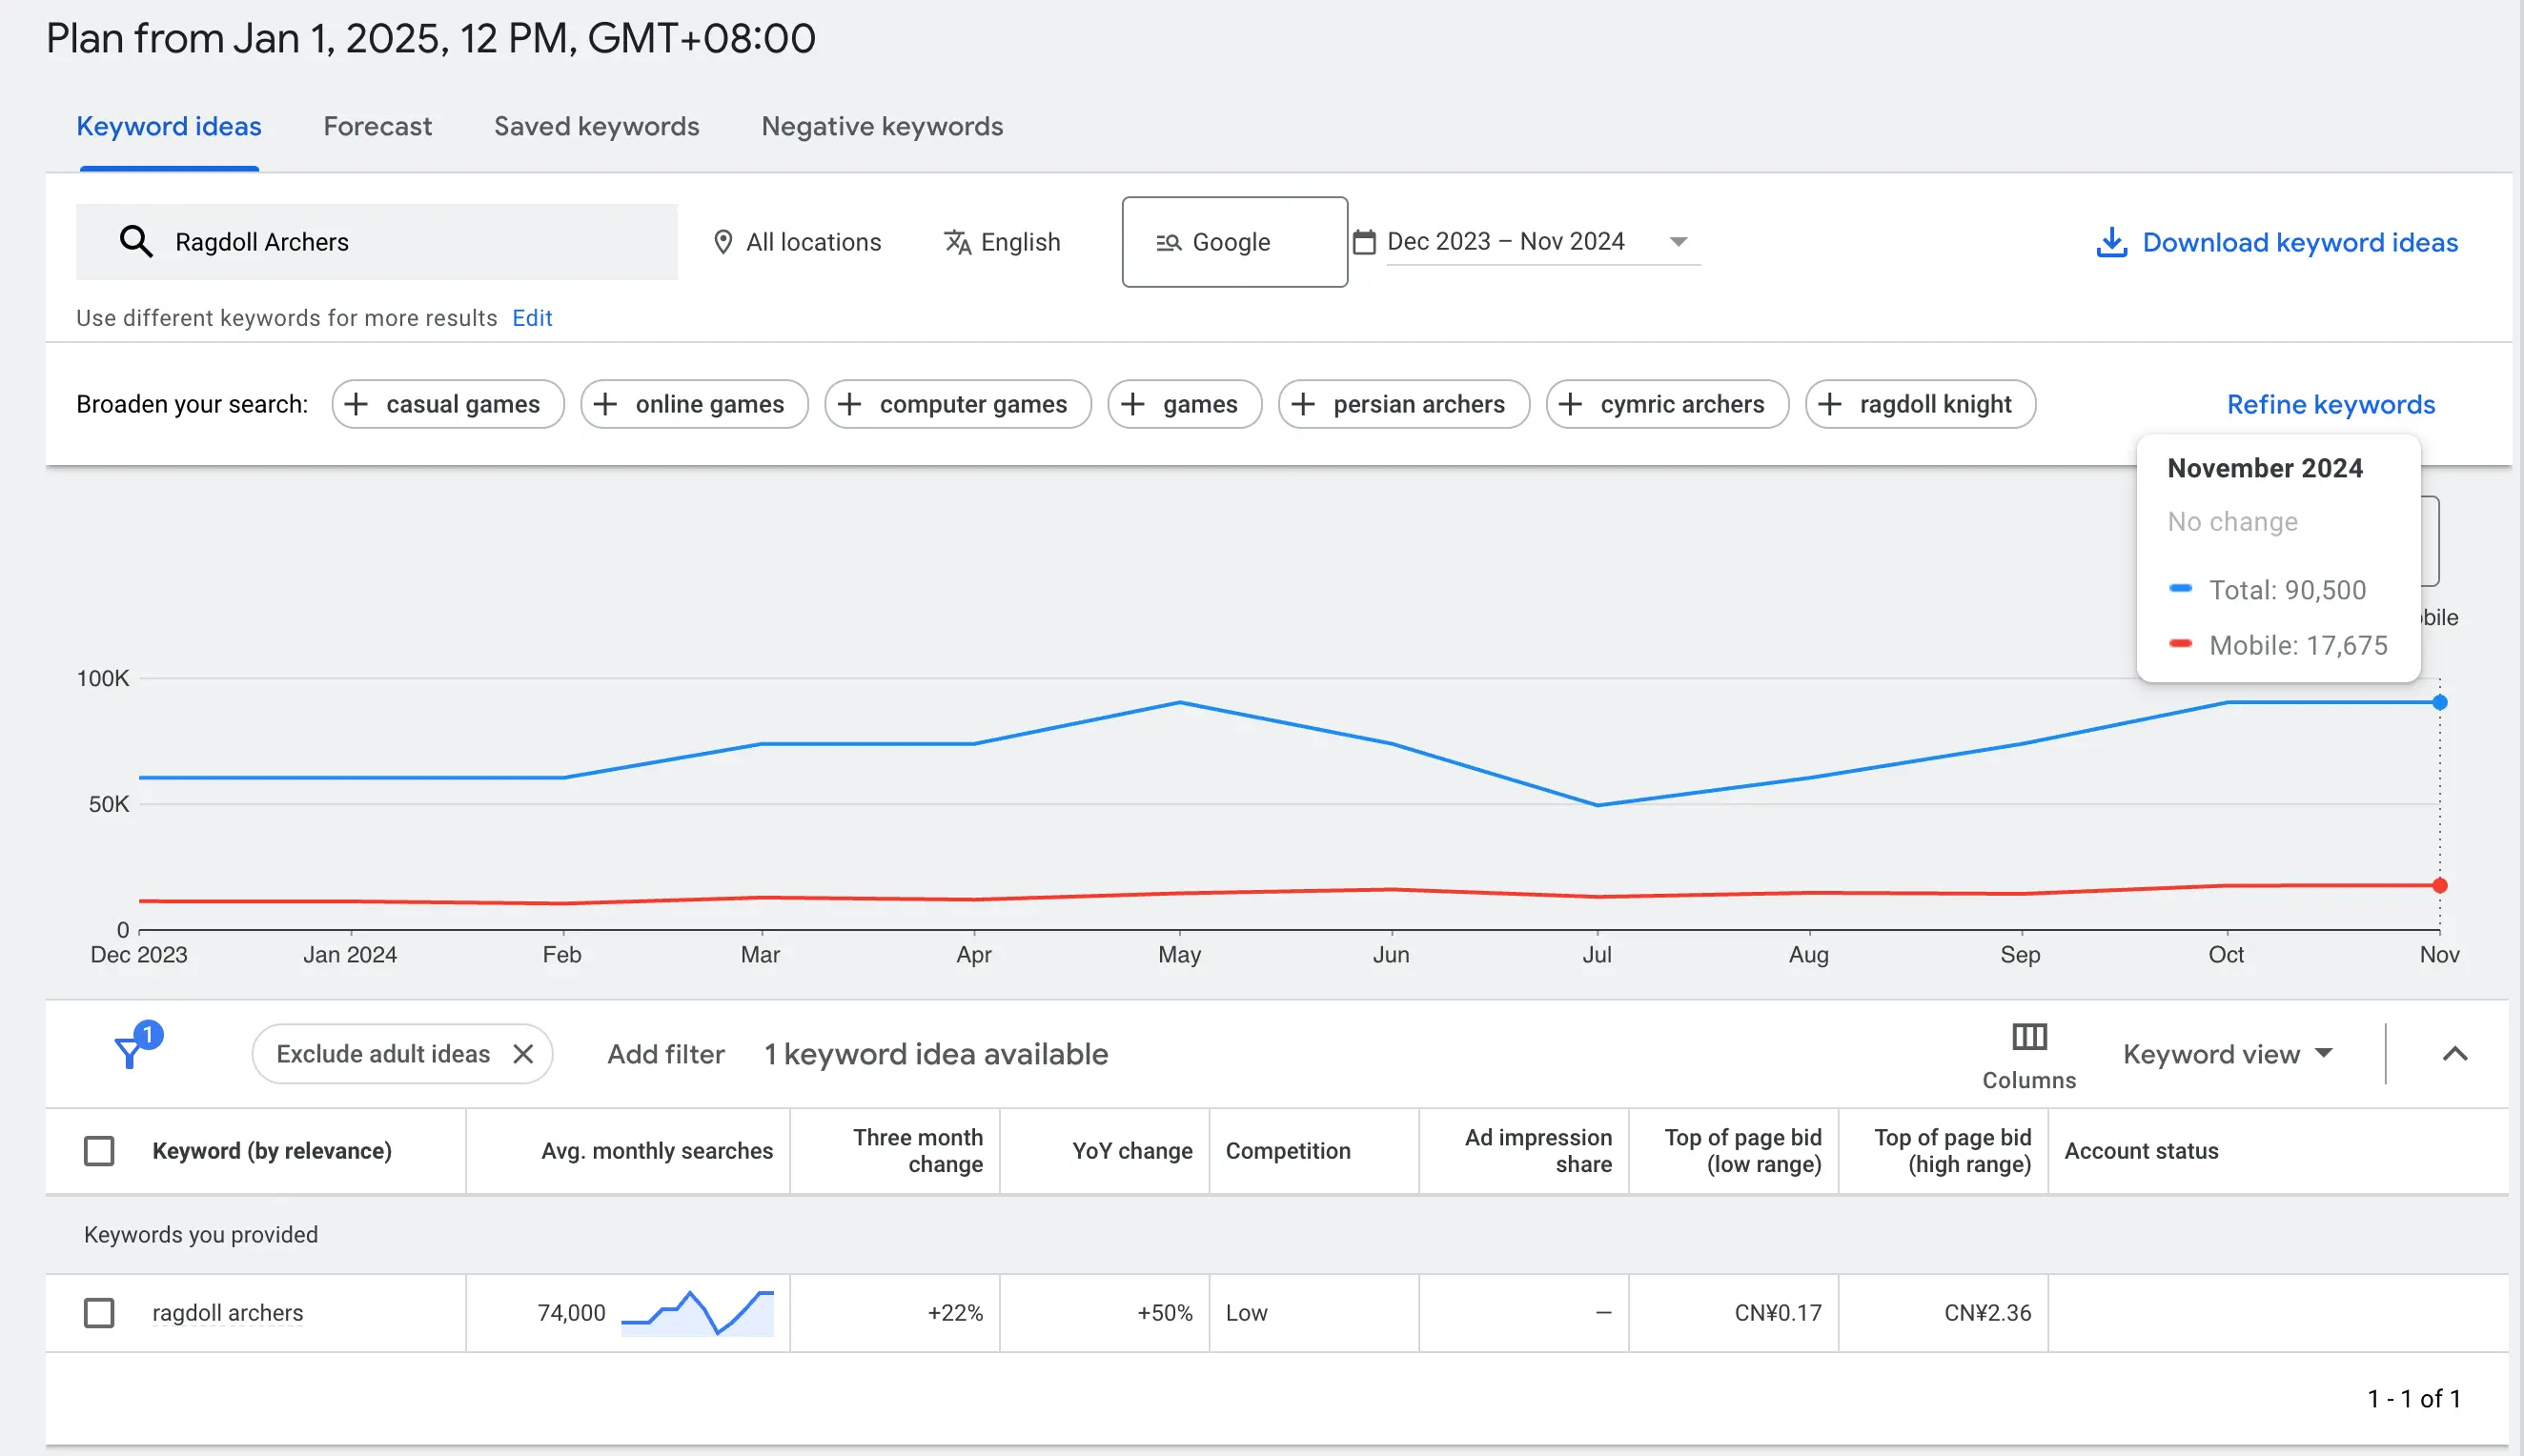 Plan from Jan 1, 2025, 12 PM, GMT+08:00
Keyword ideas
Forecast
Saved keywords
Negative keywords
Ragdoll Archers
All locations
English
Google
Dec 2023 – Nov 2024
Download keyword ideas
Use different keywords for more results Edit
Broaden your search:
casual games
online games
computer games
games
persian archers
cymric archers
ragdoll knight
Refine keywords
November 2024
No change
Total: 90,500
Mobile: 17,675
100K
50K
0
Dec 2023
Jan 2024
Feb
Mar
Apr
May
Jun
Jul
Aug
Sep
Oct
Nov
1
Exclude adult ideas
Add filter
1 keyword idea available
Columns
Keyword view
Keyword (by relevance)
Avg. monthly searches
Three month
change
YoY change
Competition
Ad impression
share
Top of page bid
(low range)
Top of page bid
(high range)
Account status
Keywords you provided
ragdoll archers
74,000
+22%
+50%
Low
—
CN¥0.17
CN¥2.36
1 - 1 of 1